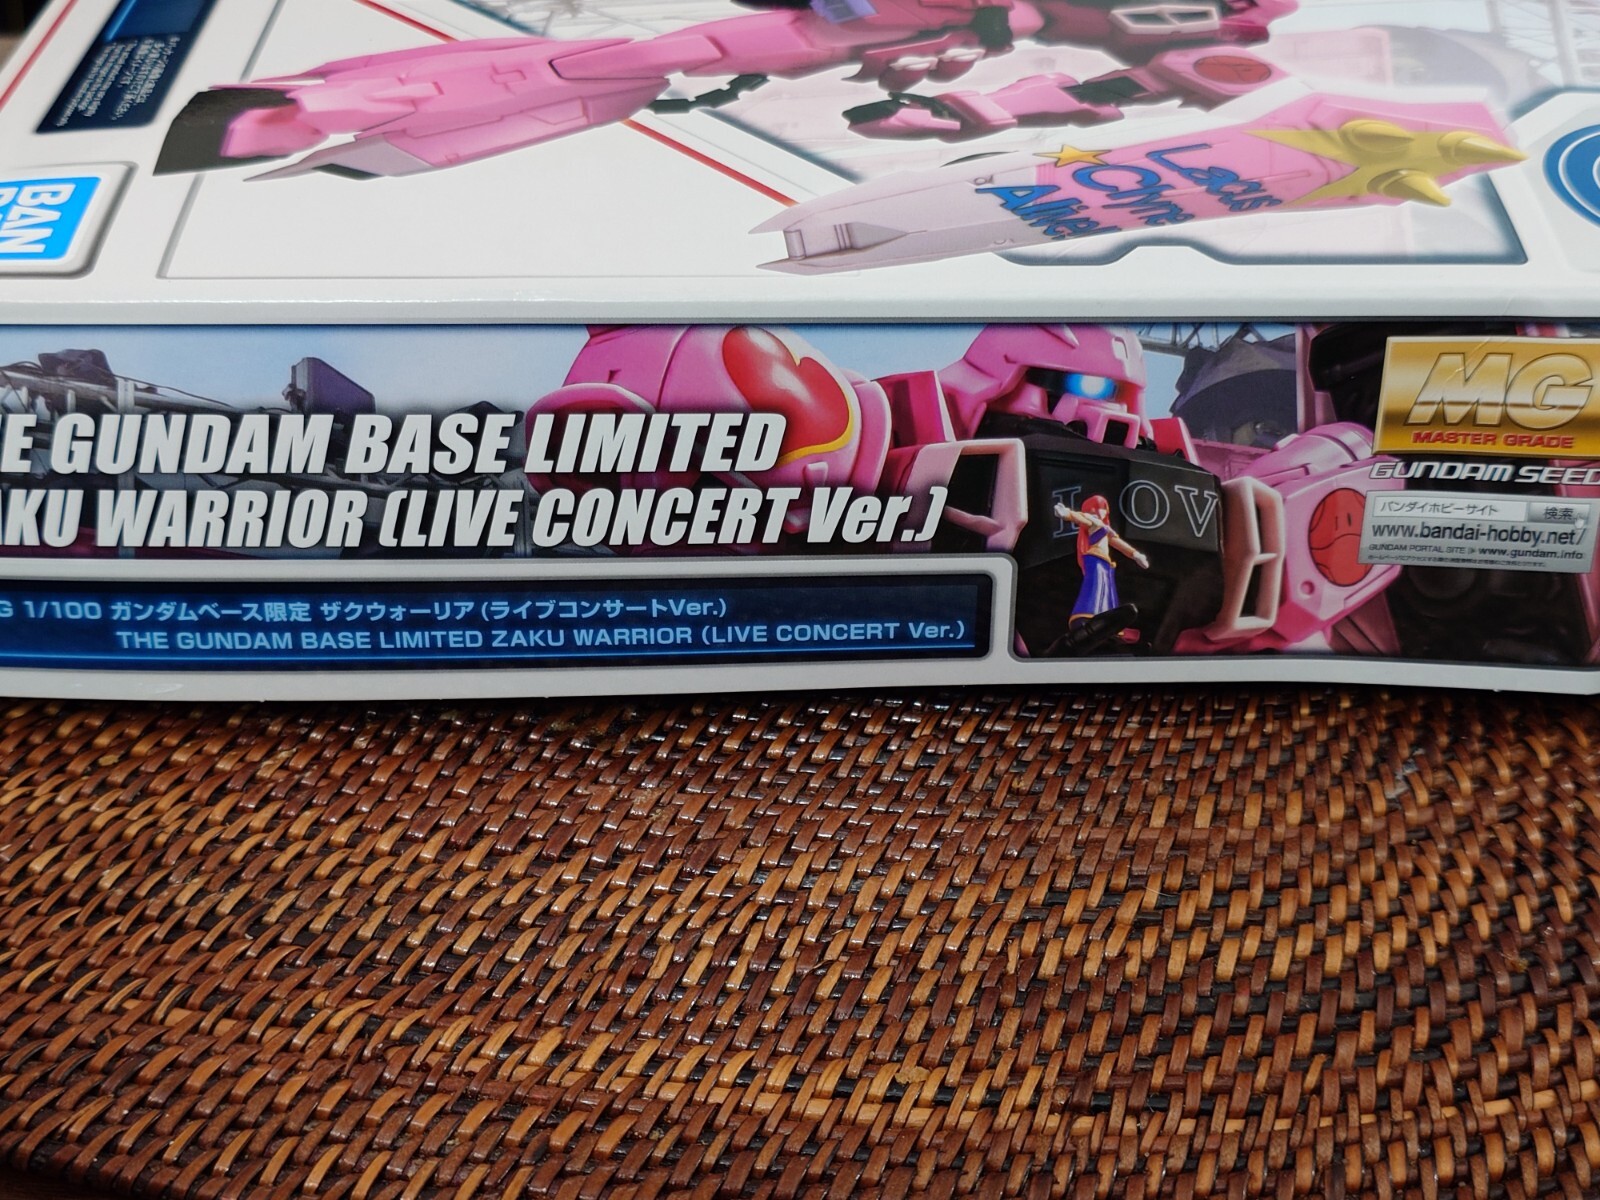 BAN
Lacus
Clyne
Alive!
E GUNDAM BASE LIMITED
AKU WARRIOR (LIVE CONCERT Ver.)
G 1/100 ガンダムベース限定 ザクウォーリア (ライブコンサートVer.)
THE GUNDAM BASE LIMITED ZAKU WARRIOR (LIVE CONCERT Ver.)
LOV
MG
MASTER GRADE
GUNDAM SEED
バンダイホビーサイト 検索
www.bandai-hobby.net/
GUNDAM PORTAL SITE www.gundam.info